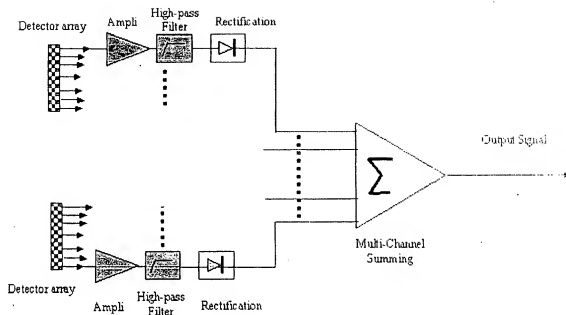 Detector array
Ampli
High-pass
Filter
Rectification
Output Signal
Σ
Multi-Channel
Summing
Detector array
Ampli
High-pass
Filter
Rectification